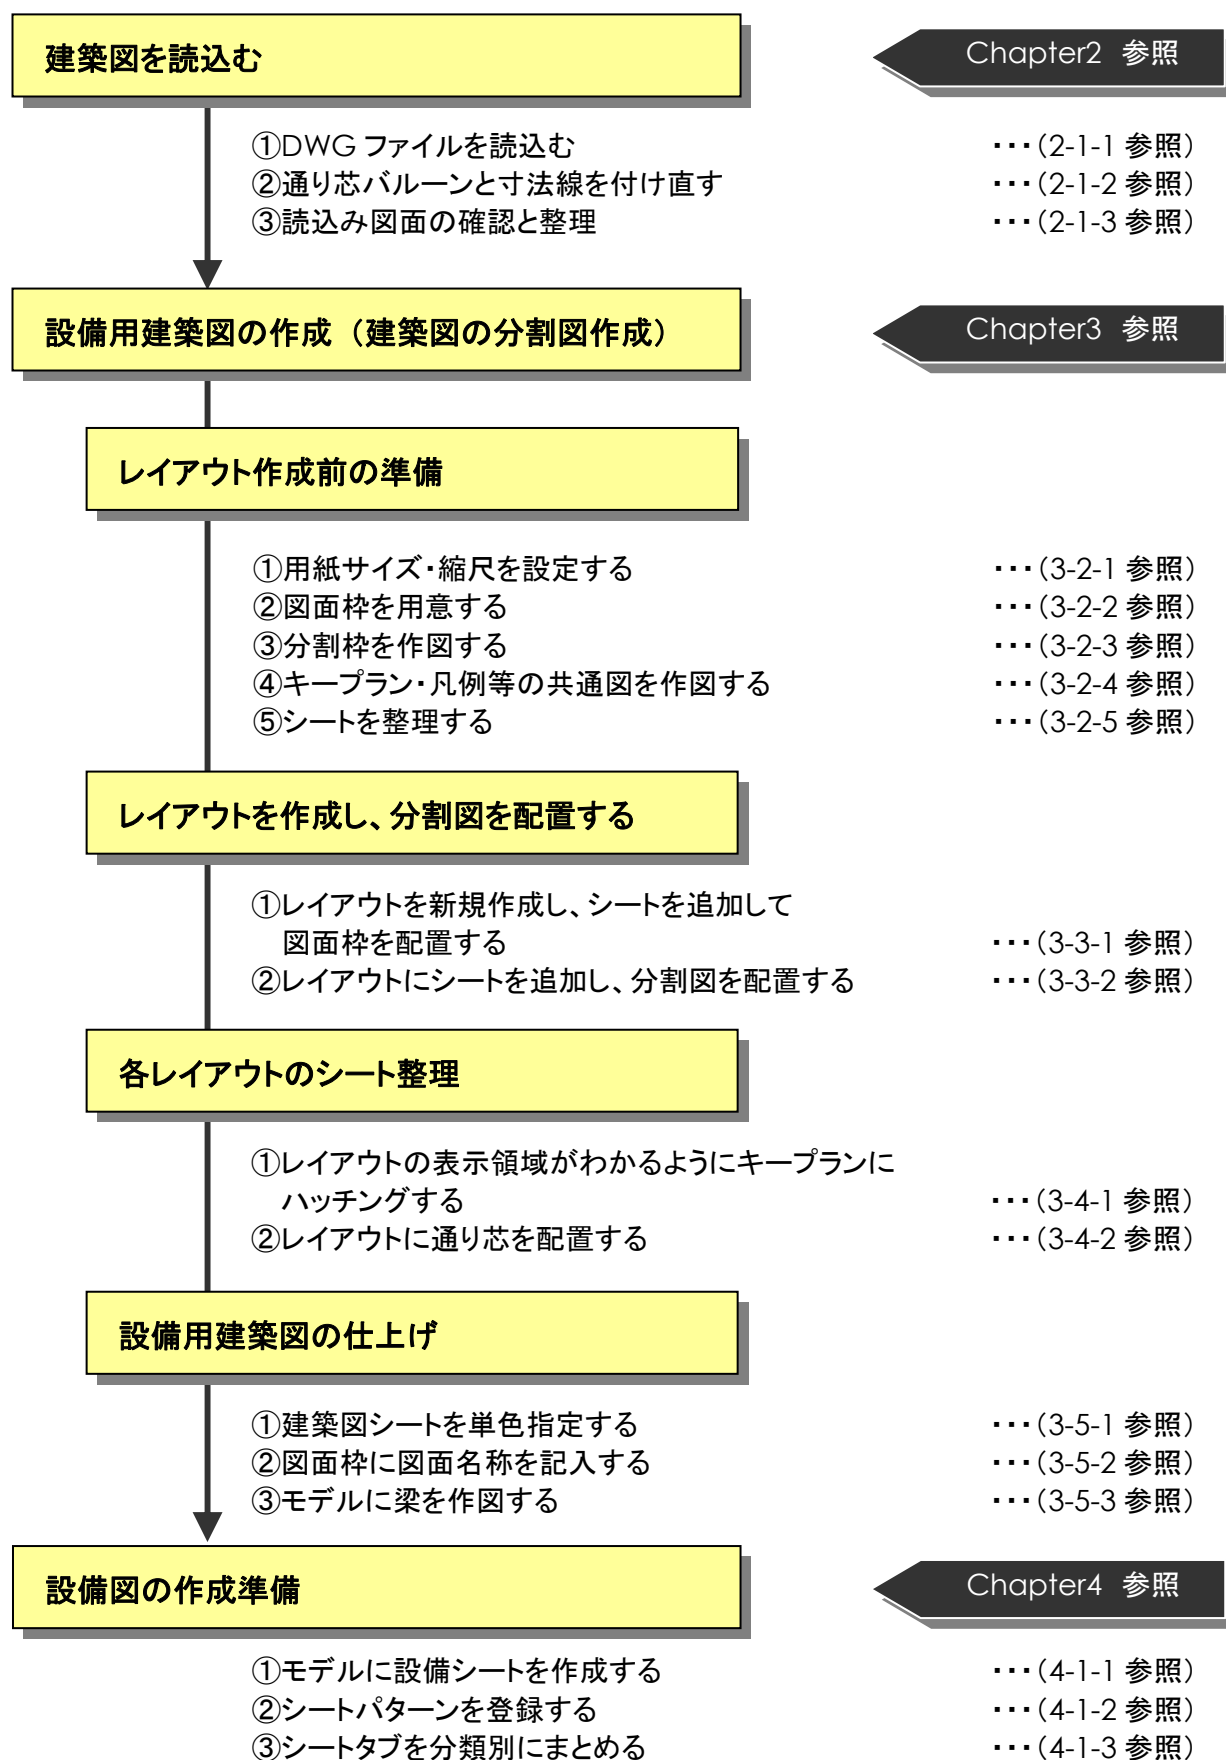 建築図を読込む
Chapter2 参照
①DWG ファイルを読込む ・・・(2-1-1 参照)
②通り芯バルーンと寸法線を付け直す ・・・(2-1-2 参照)
③読込み図面の確認と整理 ・・・(2-1-3 参照)
設備用建築図の作成（建築図の分割図作成）
Chapter3 参照
レイアウト作成前の準備
①用紙サイズ・縮尺を設定する ・・・(3-2-1 参照)
②図面枠を用意する ・・・(3-2-2 参照)
③分割枠を作図する ・・・(3-2-3 参照)
④キープラン・凡例等の共通図を作図する ・・・(3-2-4 参照)
⑤シートを整理する ・・・(3-2-5 参照)
レイアウトを作成し、分割図を配置する
①レイアウトを新規作成し、シートを追加して
図面枠を配置する ・・・(3-3-1 参照)
②レイアウトにシートを追加し、分割図を配置する ・・・(3-3-2 参照)
各レイアウトのシート整理
①レイアウトの表示領域がわかるようにキープランに
ハッチングする ・・・(3-4-1 参照)
②レイアウトに通り芯を配置する ・・・(3-4-2 参照)
設備用建築図の仕上げ
①建築図シートを単色指定する ・・・(3-5-1 参照)
②図面枠に図面名称を記入する ・・・(3-5-2 参照)
③モデルに梁を作図する ・・・(3-5-3 参照)
設備図の作成準備
Chapter4 参照
①モデルに設備シートを作成する ・・・(4-1-1 参照)
②シートパターンを登録する ・・・(4-1-2 参照)
③シートタブを分類別にまとめる ・・・(4-1-3 参照)